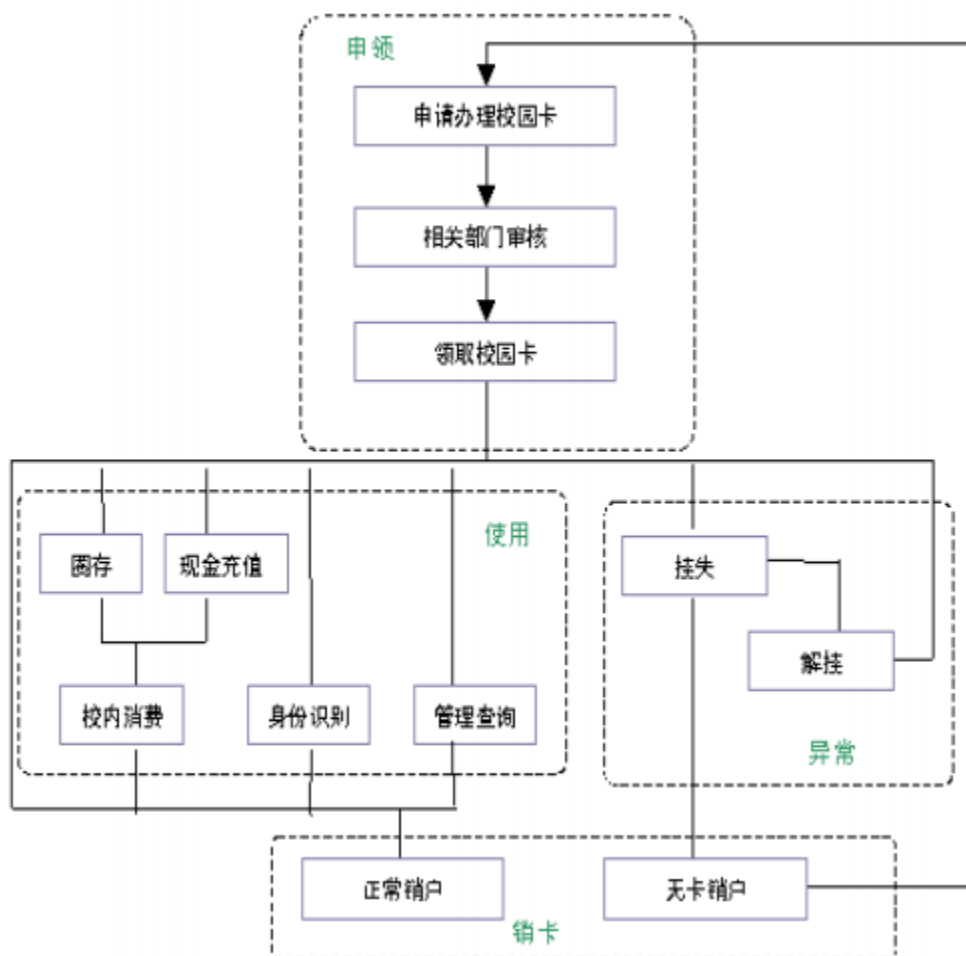 申领
申请办理校园卡
相关部门审核
领取校园卡
使用
圈存
现金充值
挂失
解挂
校内消费
身份识别
管理查询
异常
正常销户
无卡销户
销卡